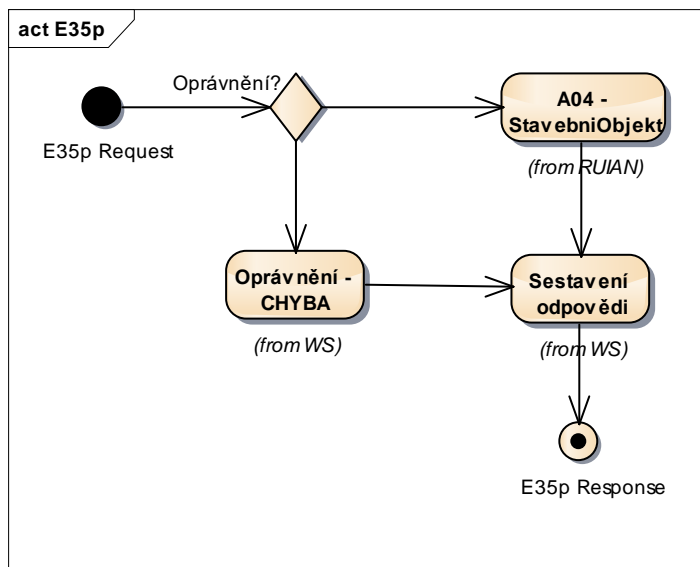 act E35p
Oprávnění?
E35p Request
A04 -
StavebniObjekt
(from RUIAN)
Oprávnění -
CHYBA
(from WS)
Sestavení
odpovědi
(from WS)
E35p Response